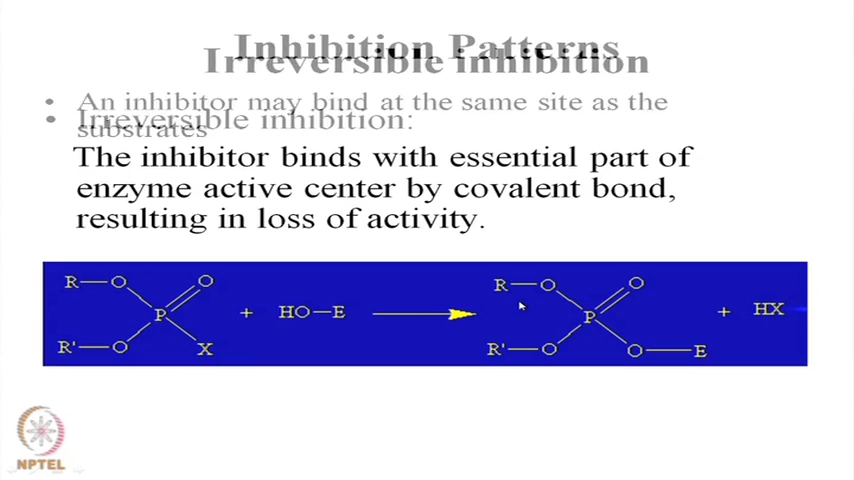 Inhibition Patterns
Irreversible inhibition
• An inhibitor may bind at the same site as the
substrates
• Irreversible inhibition:
The inhibitor binds with essential part of
enzyme active center by covalent bond,
resulting in loss of activity.
R—O O R—O O
P + HO—E P + HX
R'—O X R'—O O—E
NPTEL